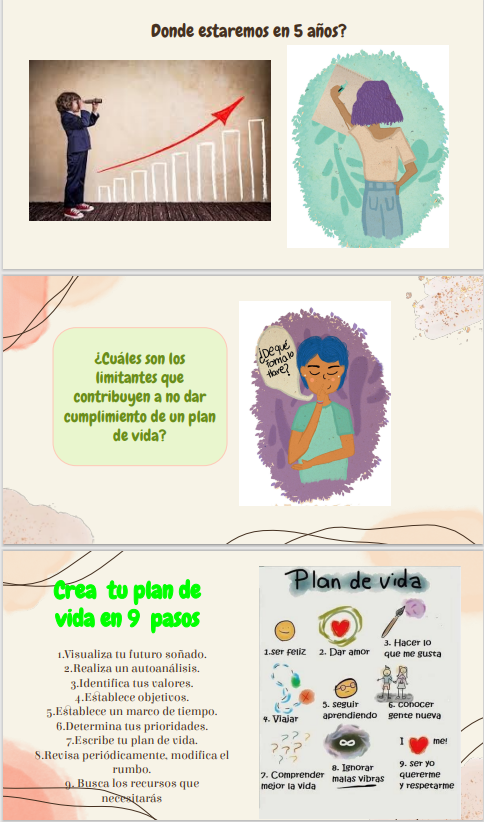 Donde estaremos en 5 años?
¿Cuáles son los
limitantes que
contribuyen a no dar
cumplimiento de un plan
de vida?
¿De qué
forma lo
hare?
Crea tu plan de
vida en 9 pasos
1.Visualiza tu futuro soñado.
2.Realiza un autoanálisis.
3.Identifica tus valores.
4.Establece objetivos.
5.Establece un marco de tiempo.
6.Determina tus prioridades.
7.Escribe tu plan de vida.
8.Revisa periódicamente, modifica el
rumbo.
9. Busca los recursos que
necesitarás
Plan de vida
1.ser feliz
2. Dar amor
3. Hacer lo
que me gusta
4. Viajar
5. seguir
aprendiendo
6. conocer
gente nueva
7. Comprender
mejor la vida
8. Ignorar
malas vibras
I me!
9. ser yo
quererme
y respetarme